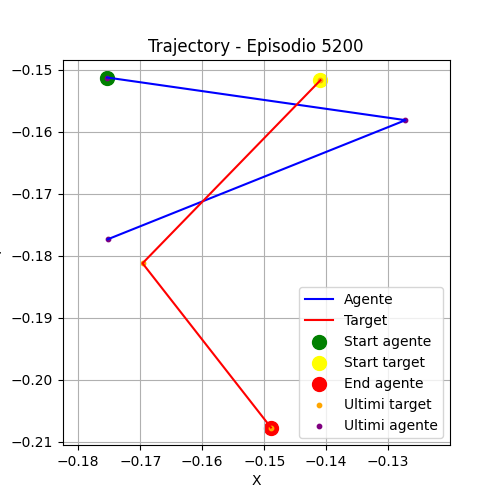 Trajectory - Episodio 5200
−0.15
−0.16
−0.17
−0.18
−0.19
−0.20
−0.21
Agente
Target
Start agente
Start target
End agente
Ultimi target
Ultimi agente
−0.18 −0.17 −0.16 −0.15 −0.14 −0.13
X